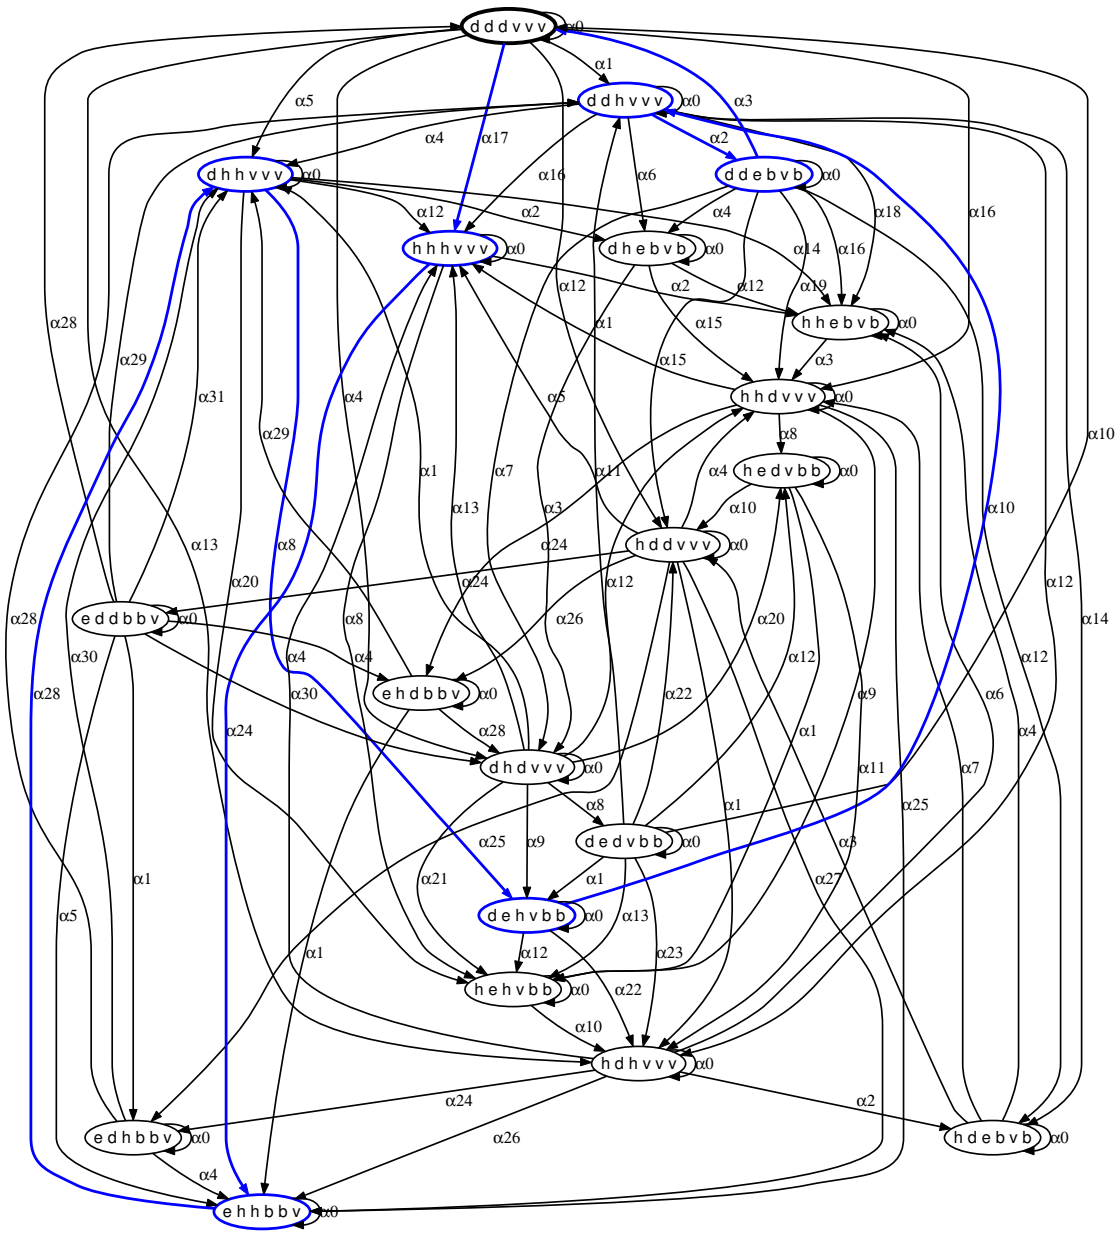 d d d v v v
α0
α1
d d h v v v
α0
α5
α17
α3
α4
α2
d h h v v v
α0
α16
α6
d d e b v b
α0
α12
α2
α4
α18
α16
h h h v v v
α0
d h e b v b
α0
α14
α16
α12
α2
α12
α19
h h e b v b
α0
α28
α1
α15
α29
α15
α3
α31
α4
α5
h h d v v v
α0
α29
α8
α10
α1
α7
α11
α4
h e d v b b
α0
α13
α3
α10
α10
α13
α8
α24
h d d v v v
α0
α20
α24
α12
α12
e d d b b v
α0
α28
α26
α20
α14
α30
α4
α8
α4
α12
α12
α28
α30
e h d b b v
α0
α22
α9
α6
α24
α28
α1
α4
d h d v v v
α0
α11
α7
α8
α1
α25
α25
α9
d e d v b b
α0
α3
α1
α21
α1
α27
α5
d e h v b b
α0
α13
α1
α12
α23
h e h v b b
α0
α22
α10
h d h v v v
α0
α24
α2
e d h b b v
α0
α26
h d e b v b
α0
α4
e h h b b v
α0